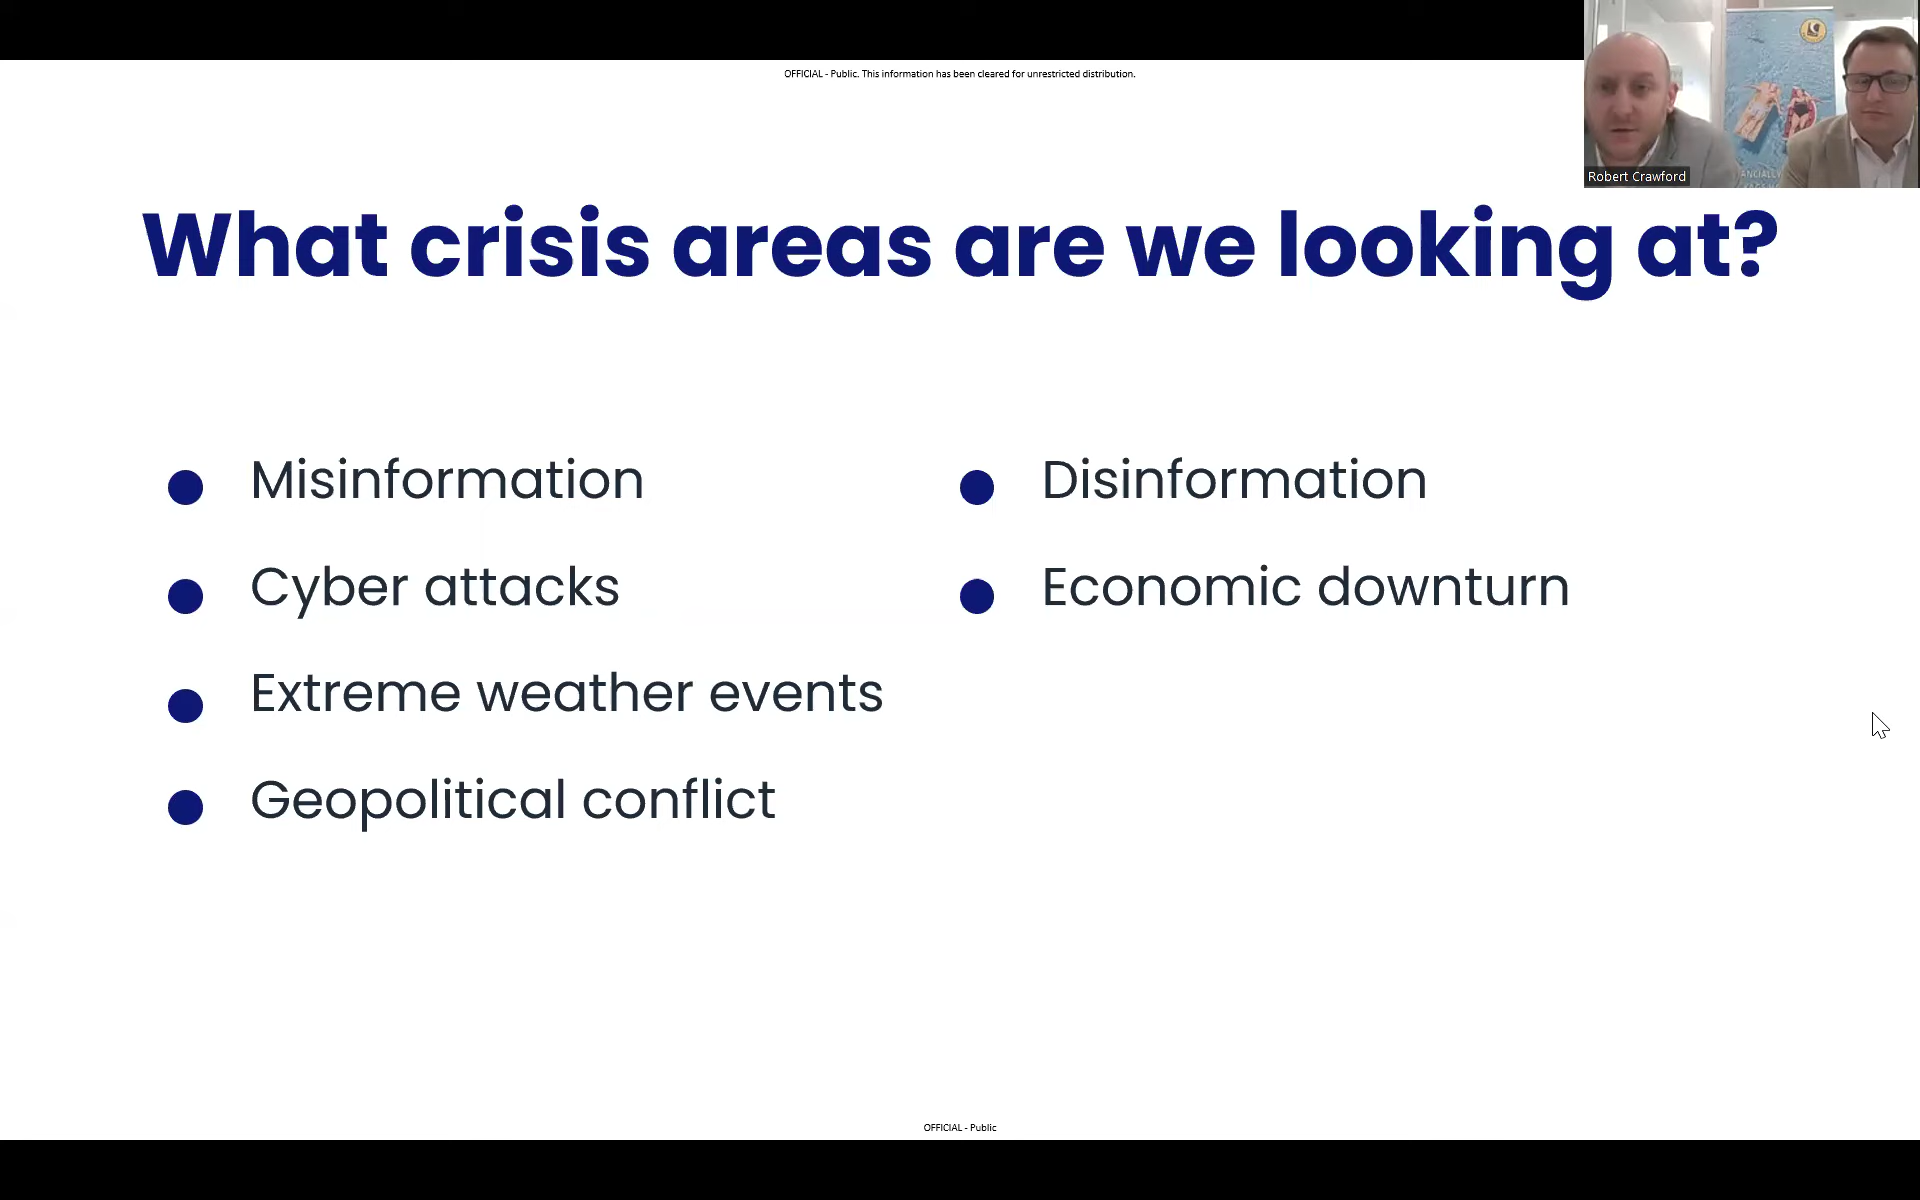 OFFICIAL - Public. This information has been cleared for unrestricted distribution.
Robert Crawford
What crisis areas are we looking at?
Misinformation
Cyber attacks
Extreme weather events
Geopolitical conflict
Disinformation
Economic downturn
OFFICIAL - Public